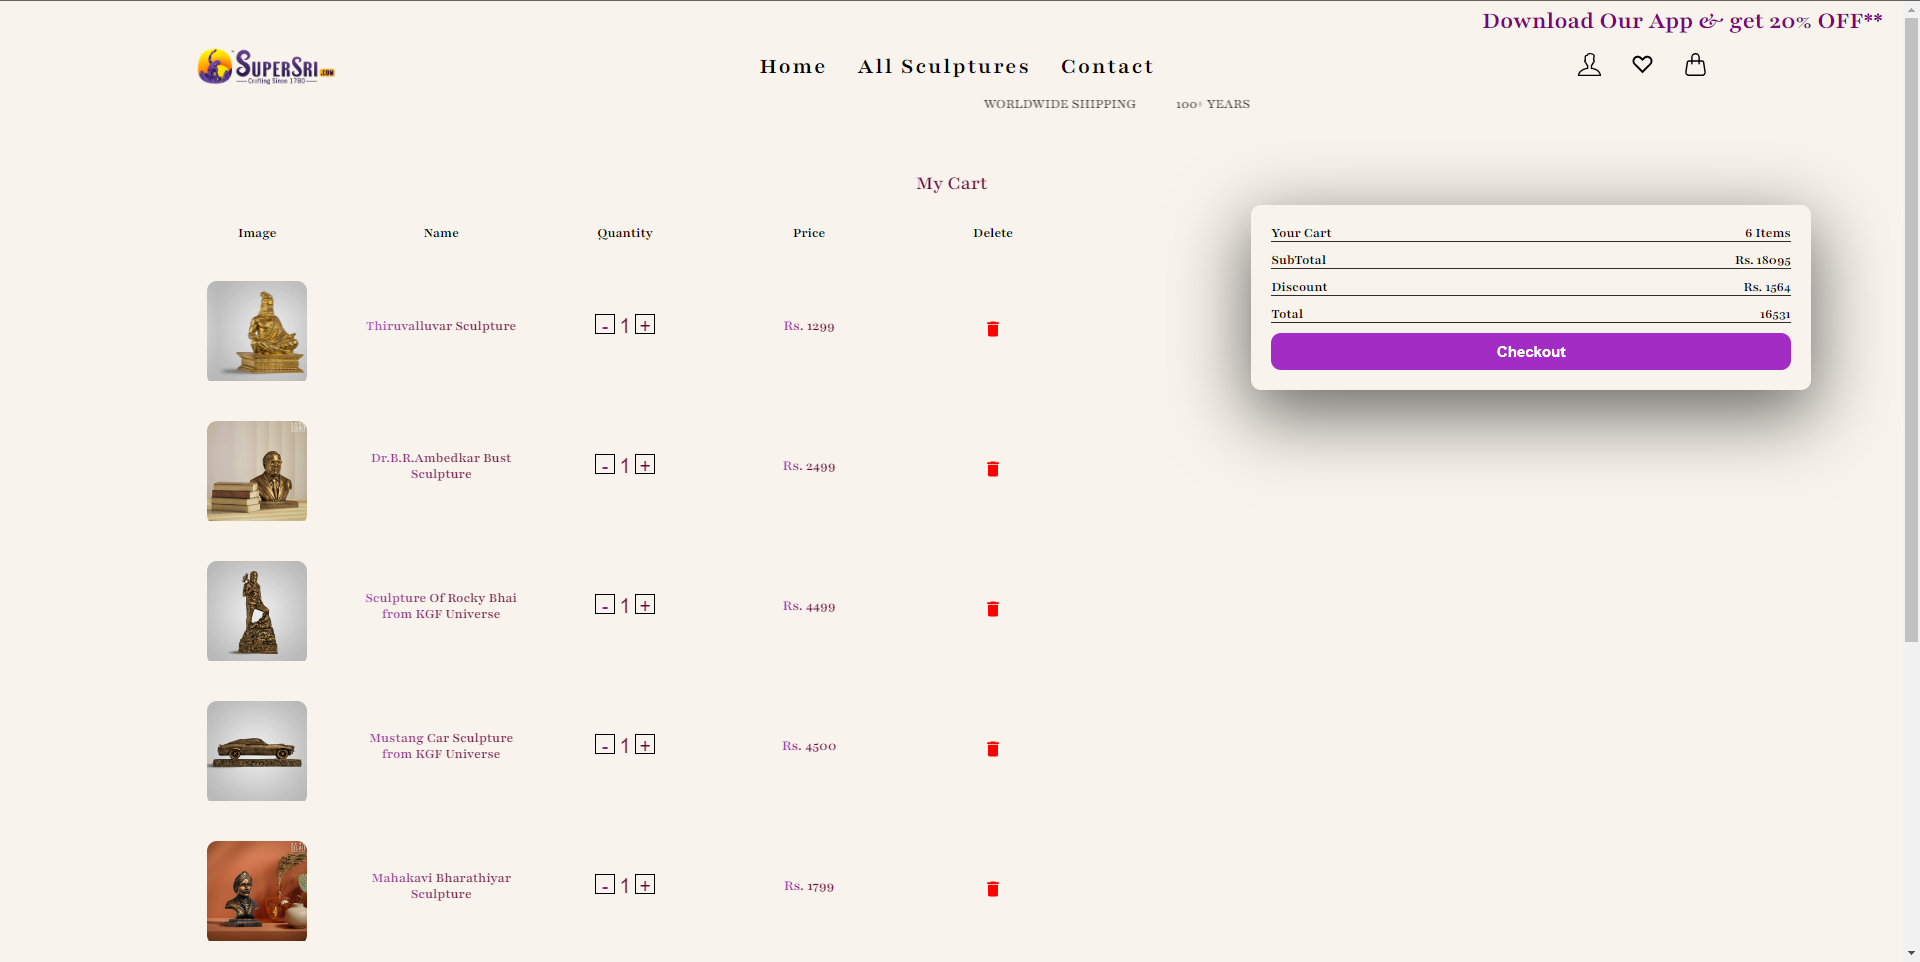 Download Our App & get 20% OFF**
SUPERSRI.COM
Crafting Since 1780
Home All Sculptures Contact
WORLDWIDE SHIPPING 100+ YEARS
My Cart
Image Name Quantity Price Delete
Thiruvalluvar Sculpture - 1 + Rs. 1299
Dr.B.R.Ambedkar Bust
Sculpture
- 1 + Rs. 2499
Sculpture Of Rocky Bhai
from KGF Universe
- 1 + Rs. 4499
Mustang Car Sculpture
from KGF Universe
- 1 + Rs. 4500
Mahakavi Bharathiyar
Sculpture
- 1 + Rs. 1799
Your Cart 6 Items
SubTotal Rs. 18095
Discount Rs. 1564
Total 16531
Checkout